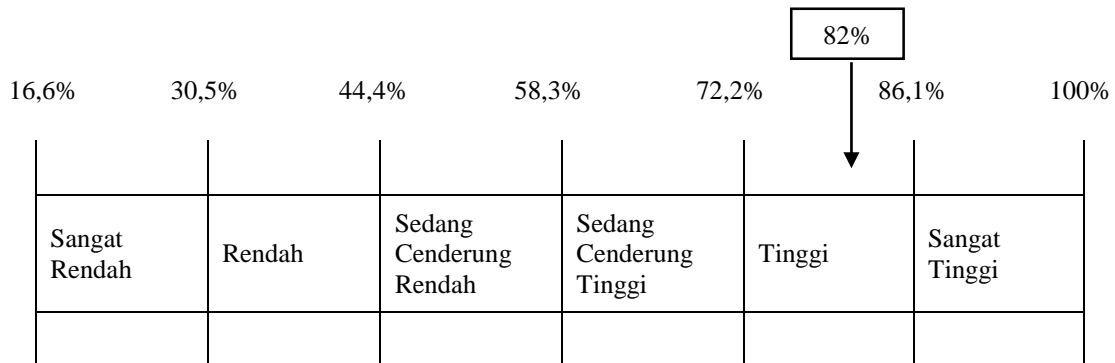 82%
16,6% 30,5% 44,4% 58,3% 72,2% 86,1% 100%
Sangat
Rendah
Rendah
Sedang
Cenderung
Rendah
Sedang
Cenderung
Tinggi
Tinggi
Sangat
Tinggi